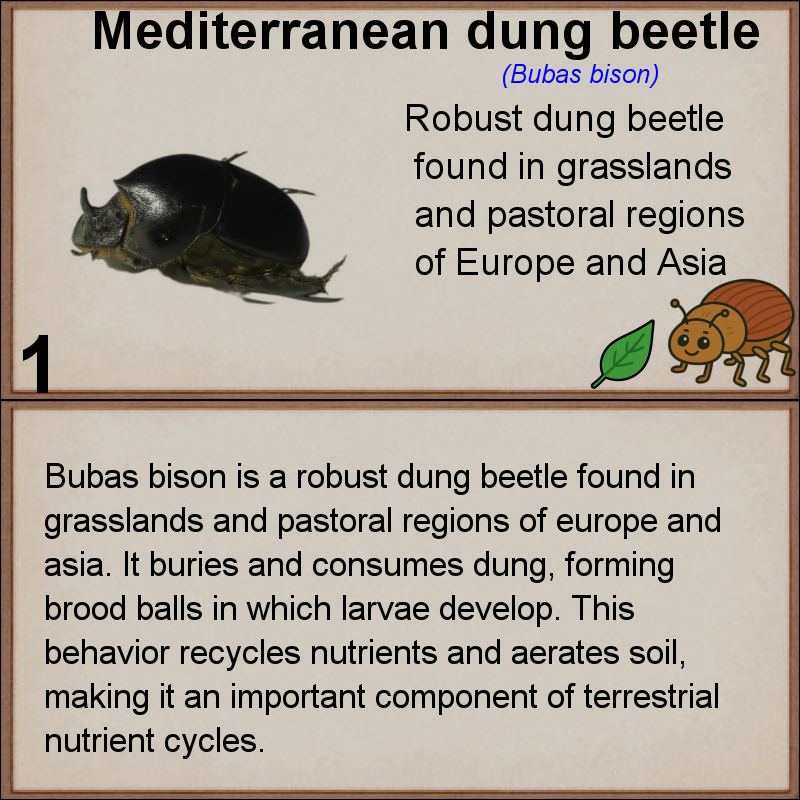 Mediterranean dung beetle
(Bubas bison)
Robust dung beetle
found in grasslands
and pastoral regions
of Europe and Asia
1
Bubas bison is a robust dung beetle found in
grasslands and pastoral regions of europe and
asia. It buries and consumes dung, forming
brood balls in which larvae develop. This
behavior recycles nutrients and aerates soil,
making it an important component of terrestrial
nutrient cycles.